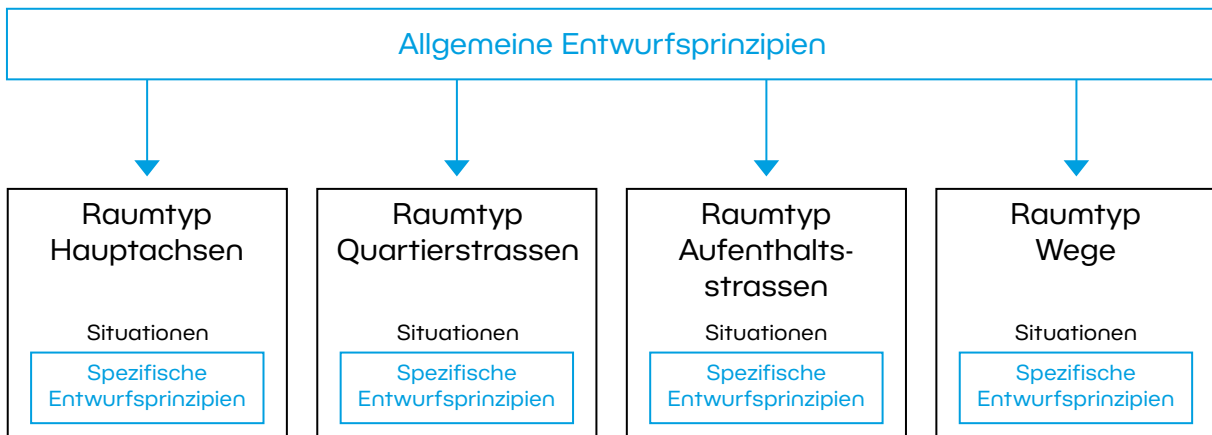 Allgemeine Entwurfsprinzipien
Raumtyp
Hauptachsen
Situationen
Spezifische
Entwurfsprinzipien
Raumtyp
Quartierstrassen
Situationen
Spezifische
Entwurfsprinzipien
Raumtyp
Aufenthalts-
strassen
Situationen
Spezifische
Entwurfsprinzipien
Raumtyp
Wege
Situationen
Spezifische
Entwurfsprinzipien